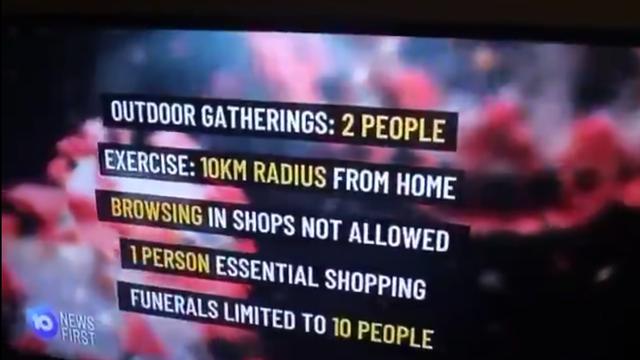 OUTDOOR GATHERINGS: 2 PEOPLE
EXERCISE: 10KM RADIUS FROM HOME
BROWSING IN SHOPS NOT ALLOWED
1 PERSON ESSENTIAL SHOPPING
FUNERALS LIMITED TO 10 PEOPLE
10 NEWS
FIRST